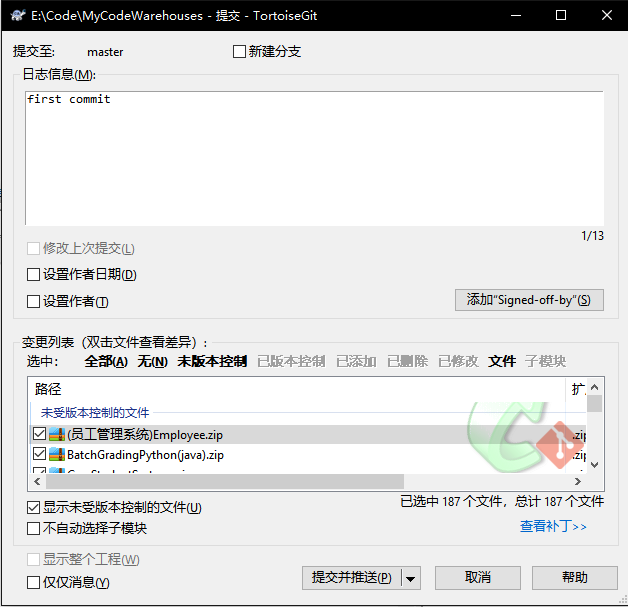 E:\Code\MyCodeWarehouses - 提交 - TortoiseGit
提交至: master 新建分支
日志信息(M):
first commit
1/13
修改上次提交(L)
设置作者日期(D)
设置作者(T)
添加"Signed-off-by"(S)
变更列表（双击文件查看差异）:
选中: 全部(A) 无(N) 未版本控制 已版本控制 已添加 已删除 已修改 文件 子模块
路径 扩
未受版本控制的文件
(员工管理系统)Employee.zip .zip
BatchGradingPython(java).zip .zip
显示未受版本控制的文件(U) 已选中 187 个文件，总计 187 个文件
不自动选择子模块 查看补丁>>
显示整个工程(W)
仅仅消息(Y) 提交并推送(P) 取消 帮助